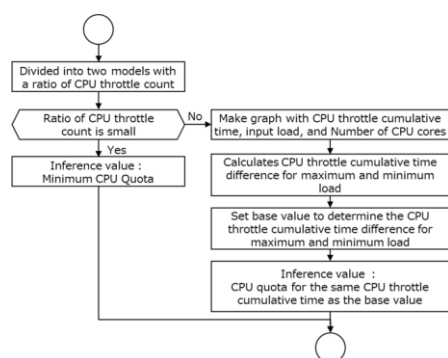 Divided into two models with
a ratio of CPU throttle count
Ratio of CPU throttle
count is small
No
Yes
Inference value :
Minimum CPU Quota
Make graph with CPU throttle cumulative
time, input load, and Number of CPU cores
Calculates CPU throttle cumulative time
difference for maximum and minimum
load
Set base value to determine the CPU
throttle cumulative time difference for
maximum and minimum load
Inference value :
CPU quota for the same CPU throttle
cumulative time as the base value